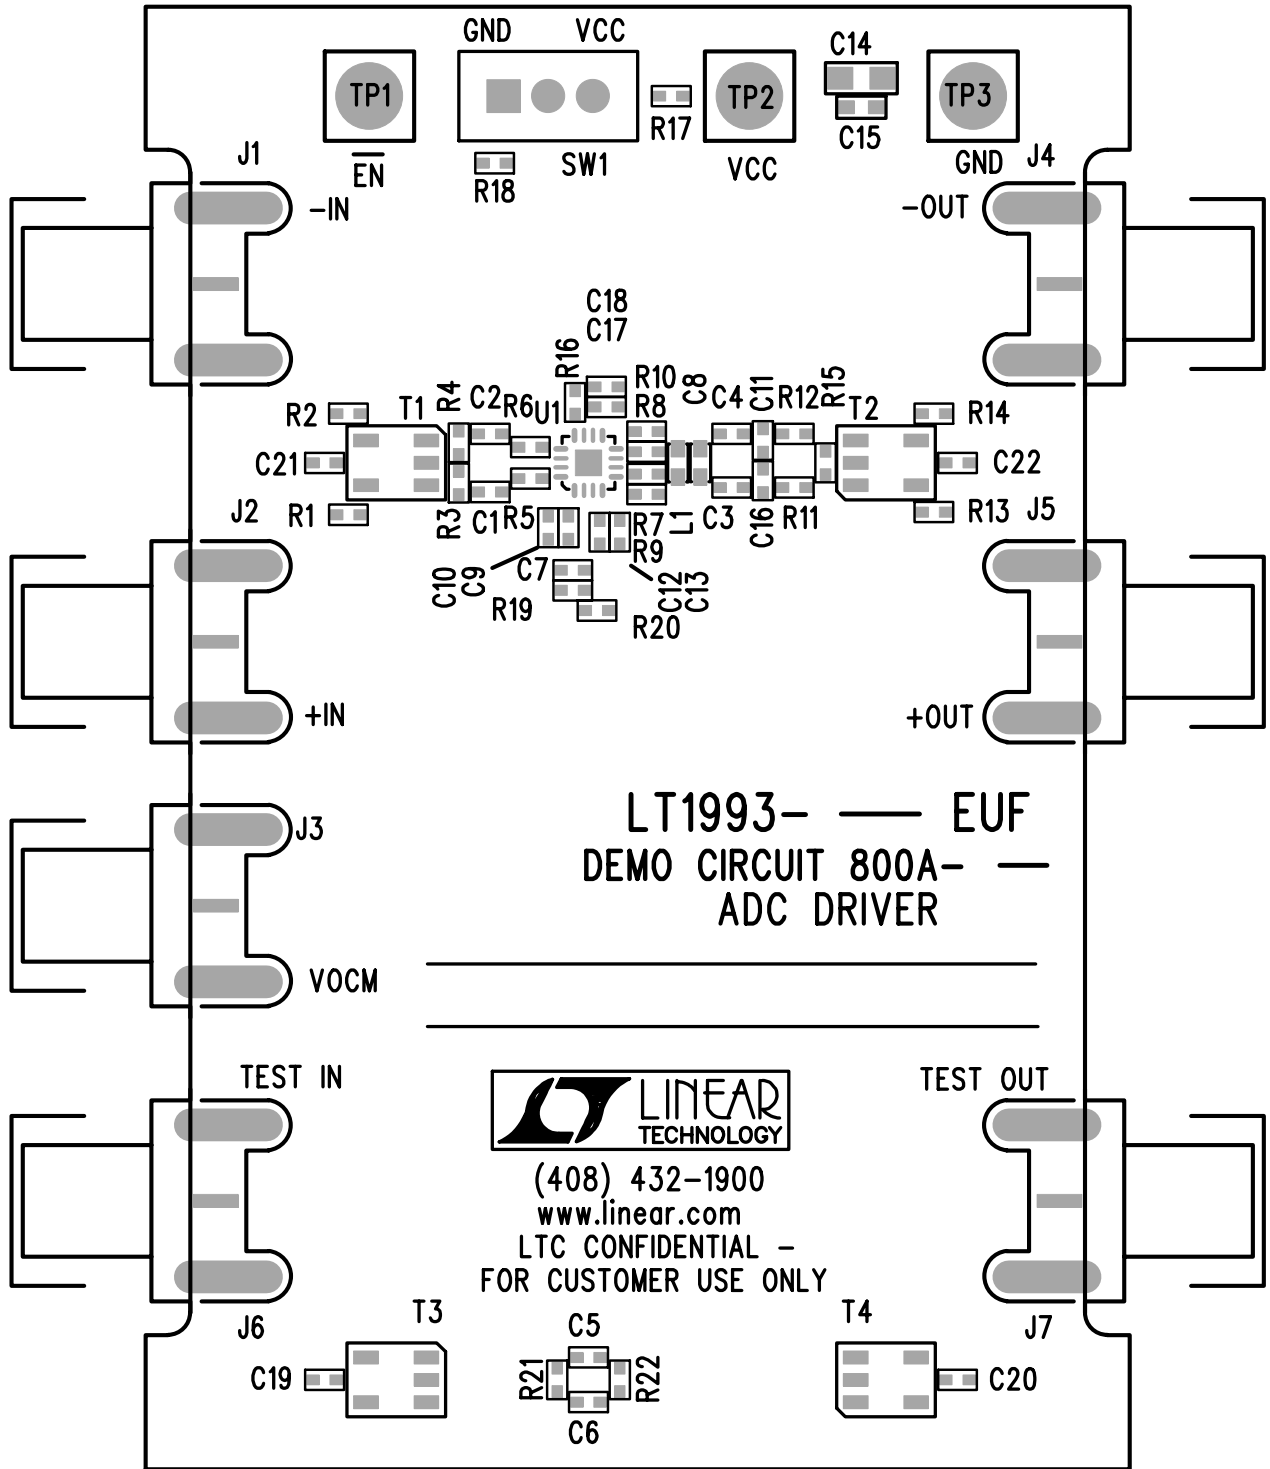 GND VCC
C14
TP1
TP2
TP3
R17
C15
J1
EN
R18
SW1
VCC
GND
J4
-IN
-OUT
C18
C17
R16
R10
R8
C8
R4
C2
R6
U1
C4
C11
R12
R15
R2
T1
T2
R14
C21
C22
J2
R1
R3
C1
R5
R7
R9
L1
C3
C16
R11
R13
J5
C10
C9
C7
C12
C13
R19
R20
+IN
+OUT
LT1993- EUF
DEMO CIRCUIT 800A-
ADC DRIVER
J3
VOCM
TEST IN
TEST OUT
LINEAR
TECHNOLOGY
(408) 432-1900
www.linear.com
LTC CONFIDENTIAL -
FOR CUSTOMER USE ONLY
J6
T3
C5
T4
J7
C19
R21
R22
C20
C6